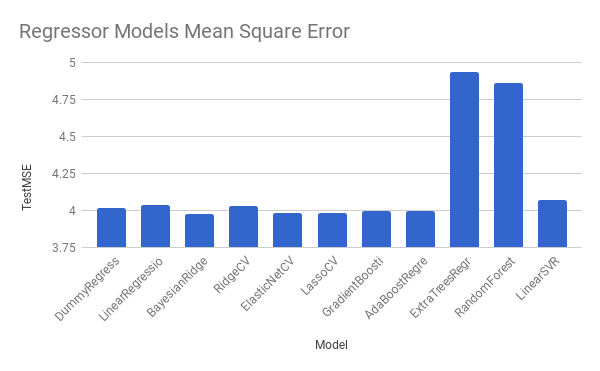 Regressor Models Mean Square Error
5
4.75
4.5
4.25
4
3.75
TestMSE
DummyRegress
LinearRegressio
BayesianRidge
RidgeCV
ElasticNetCV
LassoCV
GradientBoosti
AdaBoostRegre
ExtraTreesRegr
RandomForest
LinearSVR
Model